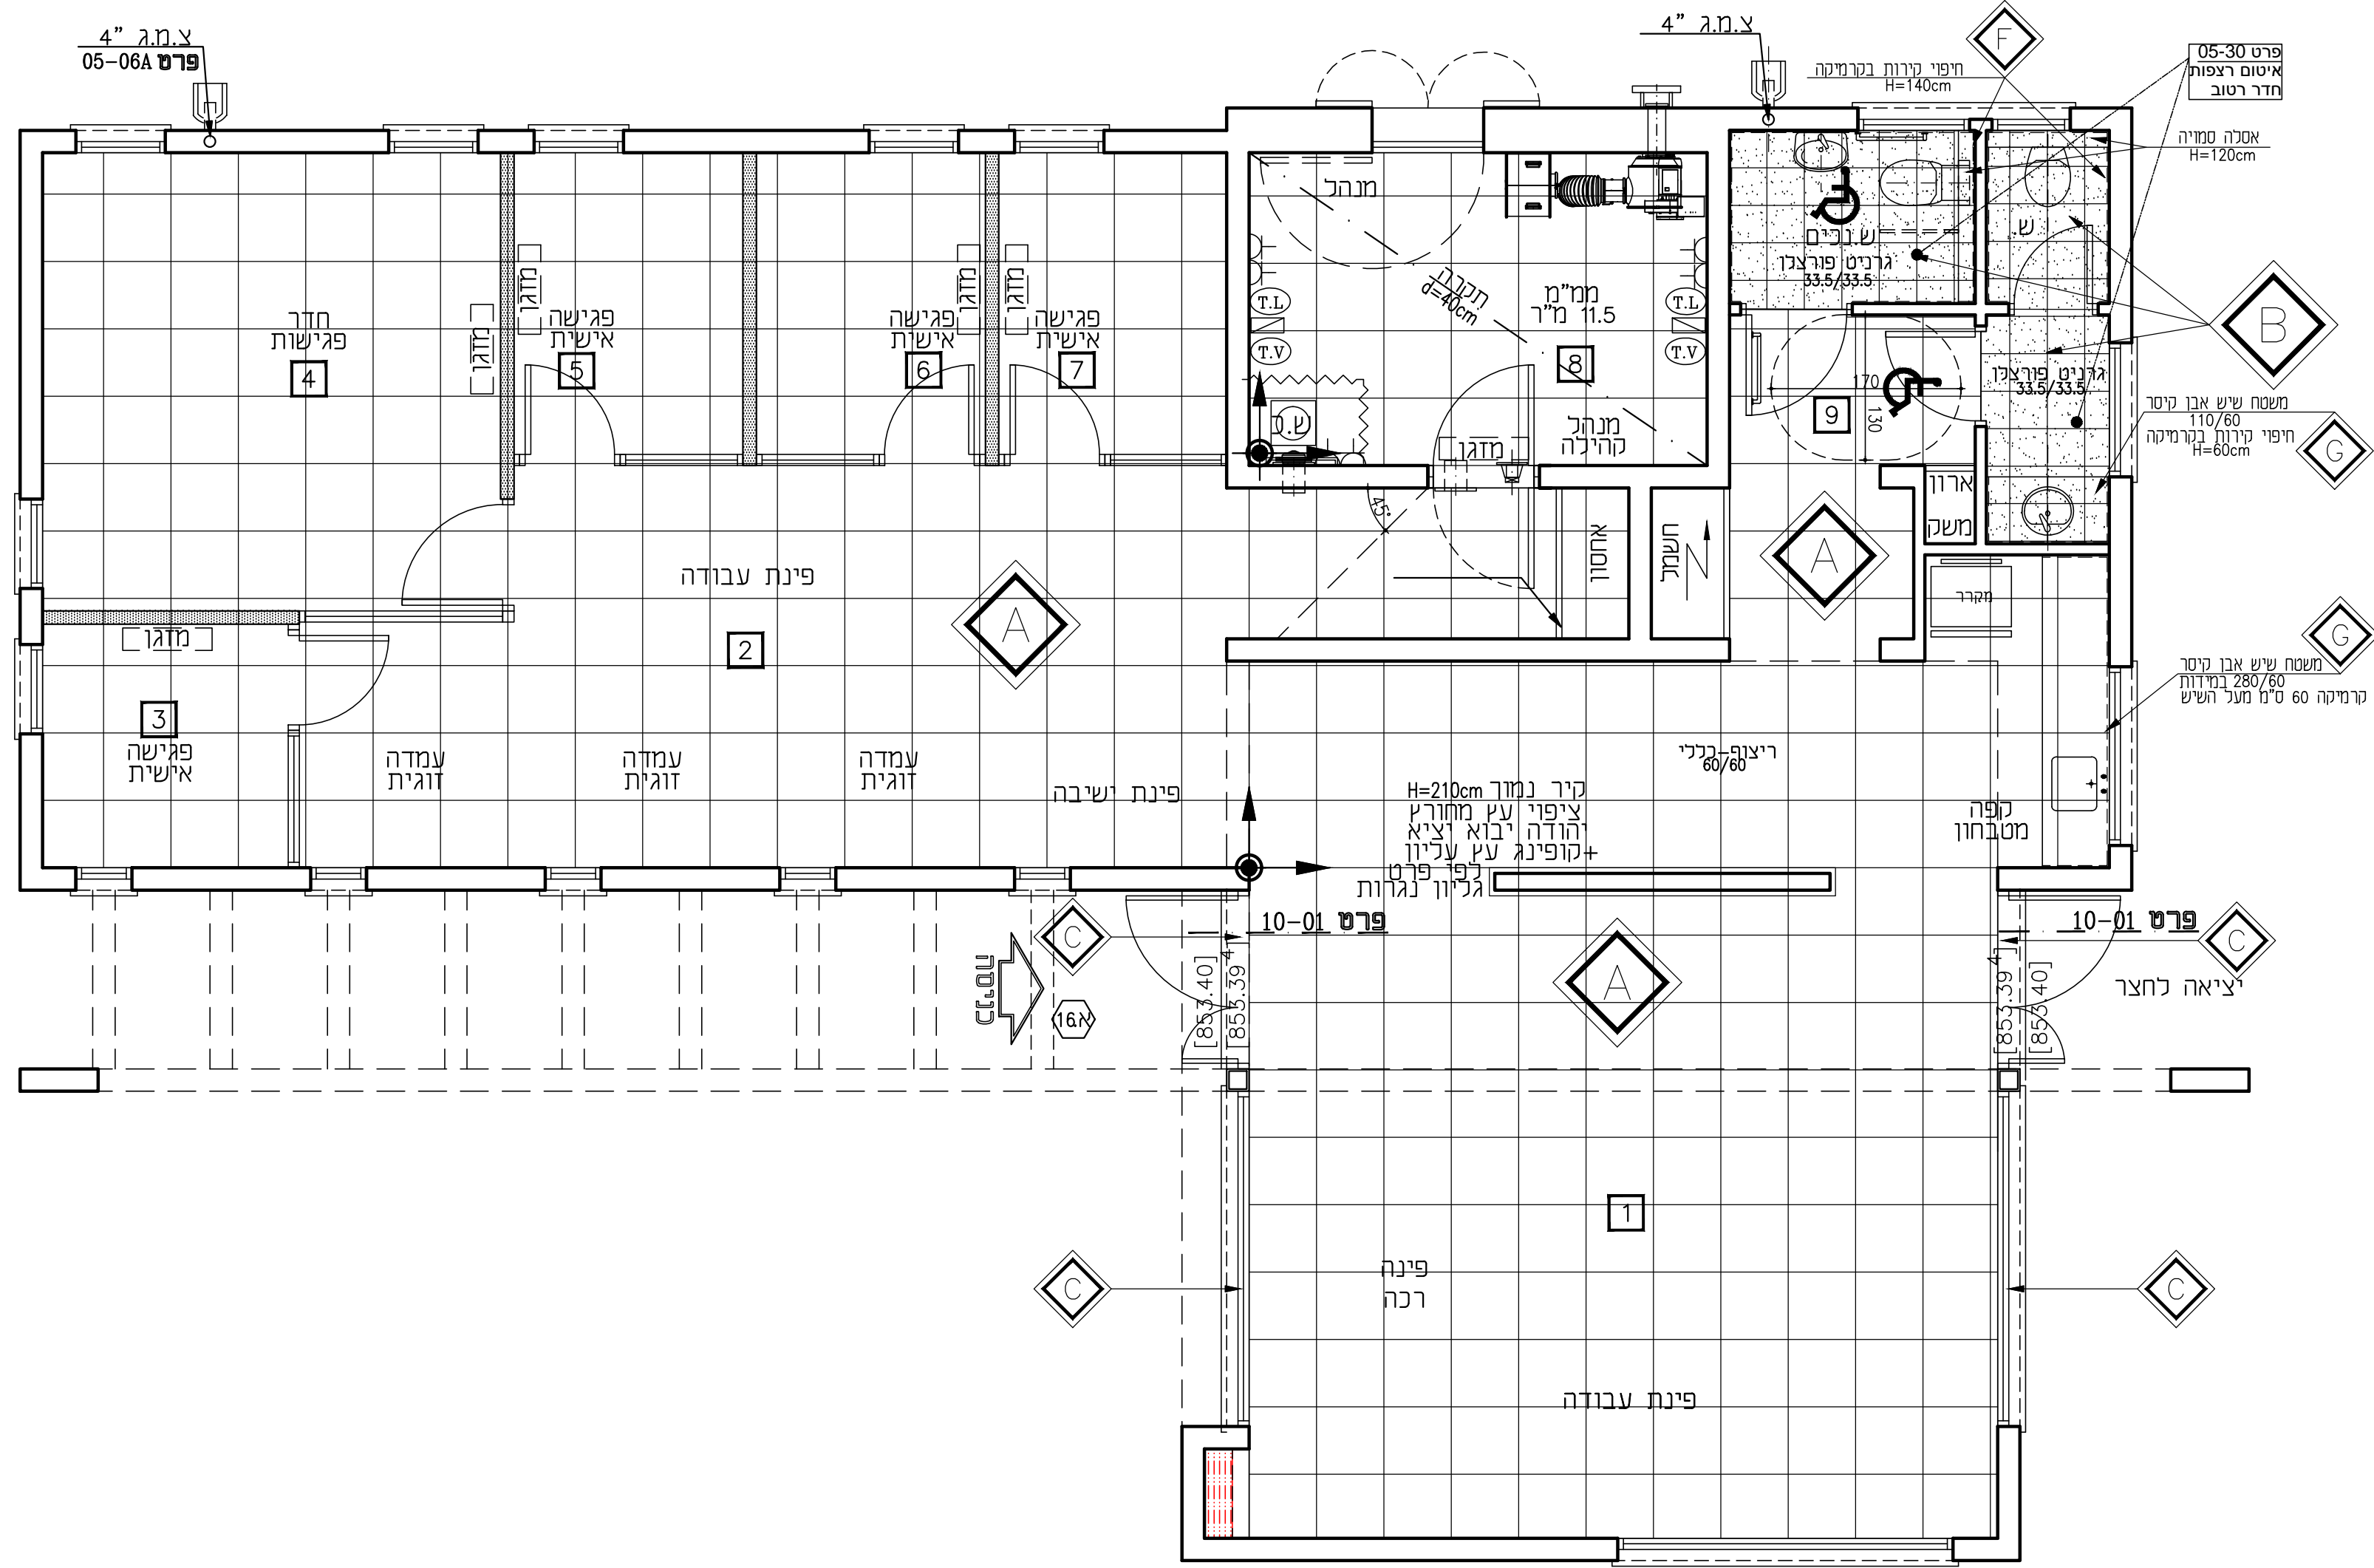 צ.מ.ג "4
פרט 05-06A
צ.מ.ג "4
F
חיפוי קירות בקרמיקה
H=140cm
פרט 05-30
איטום רצפות
חדר רטוב
אסלה סמויה
H=120cm
מנהל
ש.נכים
גרניט פורצלן
33.5/33.5
ש.
תקרה
d=40cm
ממ"מ
11.5 מ"ר
8
T.L
T.V
T.L
T.V
ש.כ
מזגן
מנהל
קהילה
חדר
פגישות
4
מזגן
מזגן
פגישה
אישית
5
מזגן
פגישה
אישית
6
מזגן
פגישה
אישית
7
B
גרניט פורצלן
33.5/33.5
170
130
9
משטח שיש אבן קיסר
110/60
חיפוי קירות בקרמיקה
H=60cm
G
ארון
משק
45°
אחסון
חשמל
A
מקרר
פינת עבודה
A
2
מזגן
3
פגישה
אישית
עמדה
זוגית
עמדה
זוגית
עמדה
זוגית
פינת ישיבה
G
משטח שיש אבן קיסר
במידות 280/60
קרמיקה 60 ס"מ מעל השיש
ריצוף-כללי
60/60
קיר נמוך H=210cm
ציפוי עץ מחורץ
יהודה יבוא יציא
+קופינג עץ עליון
לפי פרט
גליון נגרות
קפה
מטבחון
פרט 10-01
פרט 10-01
C
C
כניסה
א.16
[853.40]
[853.39
4
[853.39
4
[853.40]
יציאה לחצר
A
1
C
C
פינה
רכה
פינת עבודה